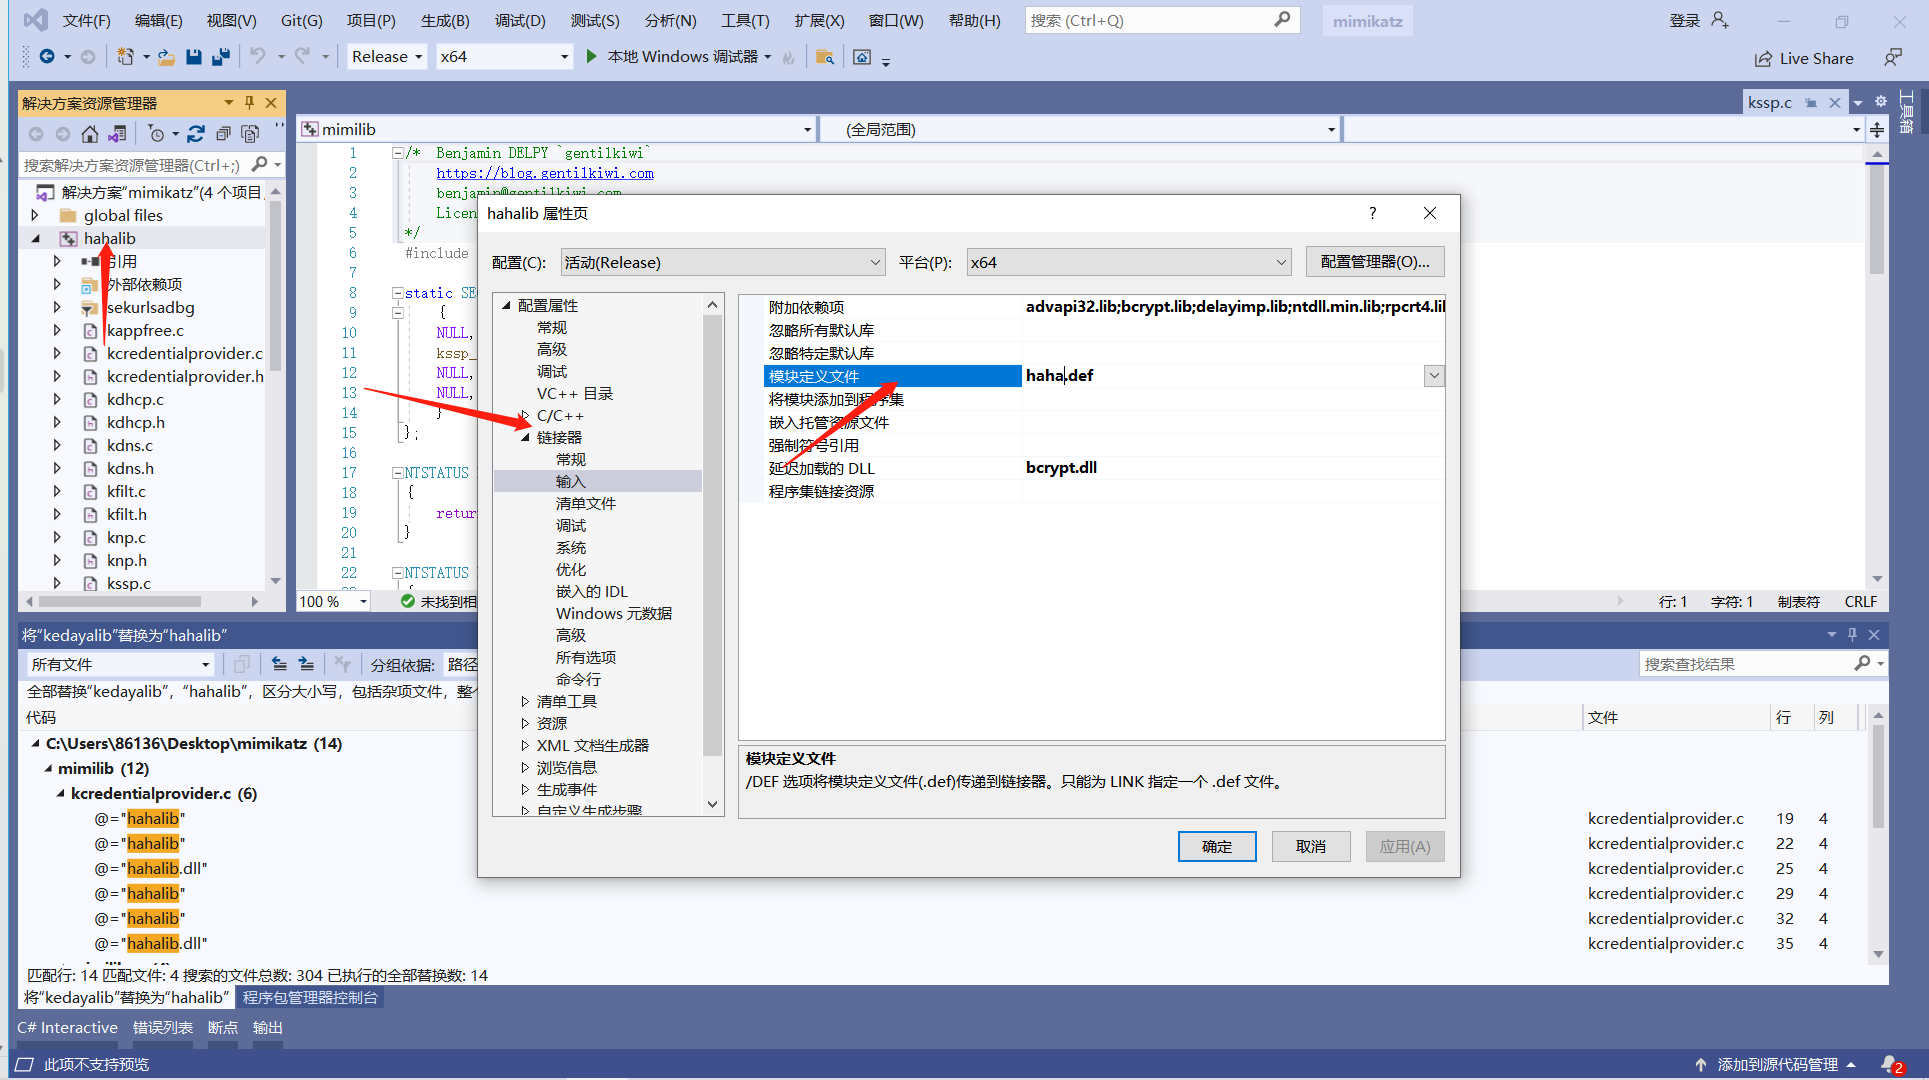 文件(F) 编辑(E) 视图(V) Git(G) 项目(P) 生成(B) 调试(D) 测试(S) 分析(N) 工具(T) 扩展(X) 窗口(W) 帮助(H) 搜索 (Ctrl+Q) mimikatz 登录
Release x64 本地 Windows 调试器 Live Share
解决方案资源管理器
kssp.c
工具箱
mimilib (全局范围)
搜索解决方案资源管理器(Ctrl+;)
解决方案"mimikatz"(4 个项目
global files
hahalib
引用
外部依赖项
sekurlsadbg
kappfree.c
kcredentialprovider.c
kcredentialprovider.h
kdhcp.c
kdhcp.h
kdns.c
kdns.h
kfilt.c
kfilt.h
knp.c
knp.h
kssp.c
1 /* Benjamin DELPY `gentilkiwi`
2 https://blog.gentilkiwi.com
3 benjamin@gentilkiwi.com
4 Licen
5 */
6 #include
7
8 static SE
9 {
10 NULL,
11 kssp_
12 NULL,
13 NULL,
14 }
15 };
16
17 NTSTATUS
18 {
19 retur
20 }
21
22 NTSTATUS
100 % 未找到相
行: 1 字符: 1 制表符 CRLF
hahalib 属性页 ?
配置(C): 活动(Release) 平台(P): x64 配置管理器(O)...
配置属性
常规
高级
调试
VC++ 目录
C/C++
链接器
常规
输入
清单文件
调试
系统
优化
嵌入的 IDL
Windows 元数据
高级
所有选项
命令行
清单工具
资源
XML 文档生成器
浏览信息
生成事件
自定义生成步骤
附加依赖项 advapi32.lib;bcrypt.lib;delayimp.lib;ntdll.min.lib;rpcrt4.li
忽略所有默认库
忽略特定默认库
模块定义文件 haha.def
将模块添加到程序集
嵌入托管资源文件
强制符号引用
延迟加载的 DLL bcrypt.dll
程序集链接资源
模块定义文件
/DEF 选项将模块定义文件(.def)传递到链接器。只能为 LINK 指定一个 .def 文件。
确定 取消 应用(A)
将"kedayalib"替换为"hahalib"
所有文件 分组依据: 路径 搜索查找结果
全部替换"kedayalib", "hahalib", 区分大小写, 包括杂项文件, 整个
代码 文件 行 列
C:\Users\86136\Desktop\mimikatz (14)
mimilib (12)
kcredentialprovider.c (6)
@="hahalib" kcredentialprovider.c 19 4
@="hahalib" kcredentialprovider.c 22 4
@="hahalib.dll" kcredentialprovider.c 25 4
@="hahalib" kcredentialprovider.c 29 4
@="hahalib" kcredentialprovider.c 32 4
@="hahalib.dll" kcredentialprovider.c 35 4
匹配行: 14 匹配文件: 4 搜索的文件总数: 304 已执行的全部替换数: 14
将"kedayalib"替换为"hahalib" 程序包管理器控制台
C# Interactive 错误列表 断点 输出
此项不支持预览 添加到源代码管理 2